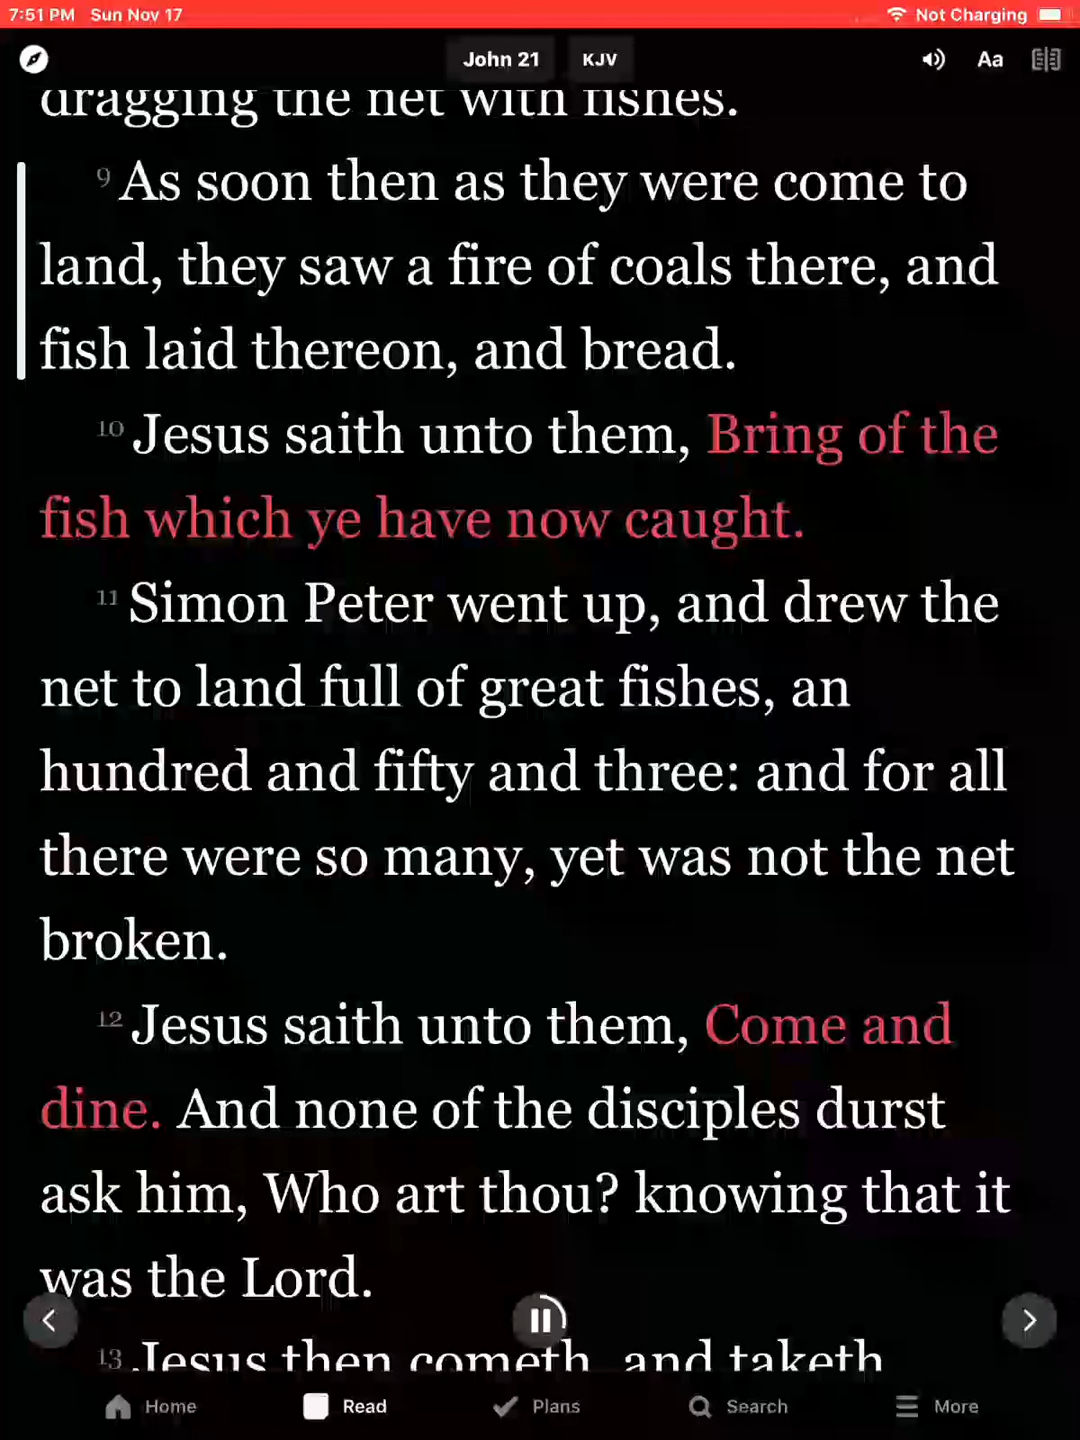 7:51 PM Sun Nov 17 Not Charging
John 21 KJV Aa
dragging the net with fishes.
9 As soon then as they were come to
land, they saw a fire of coals there, and
fish laid thereon, and bread.
10 Jesus saith unto them, Bring of the
fish which ye have now caught.
11 Simon Peter went up, and drew the
net to land full of great fishes, an
hundred and fifty and three: and for all
there were so many, yet was not the net
broken.
12 Jesus saith unto them, Come and
dine. And none of the disciples durst
ask him, Who art thou? knowing that it
was the Lord.
13 Jesus then cometh, and taketh
Home Read Plans Search More